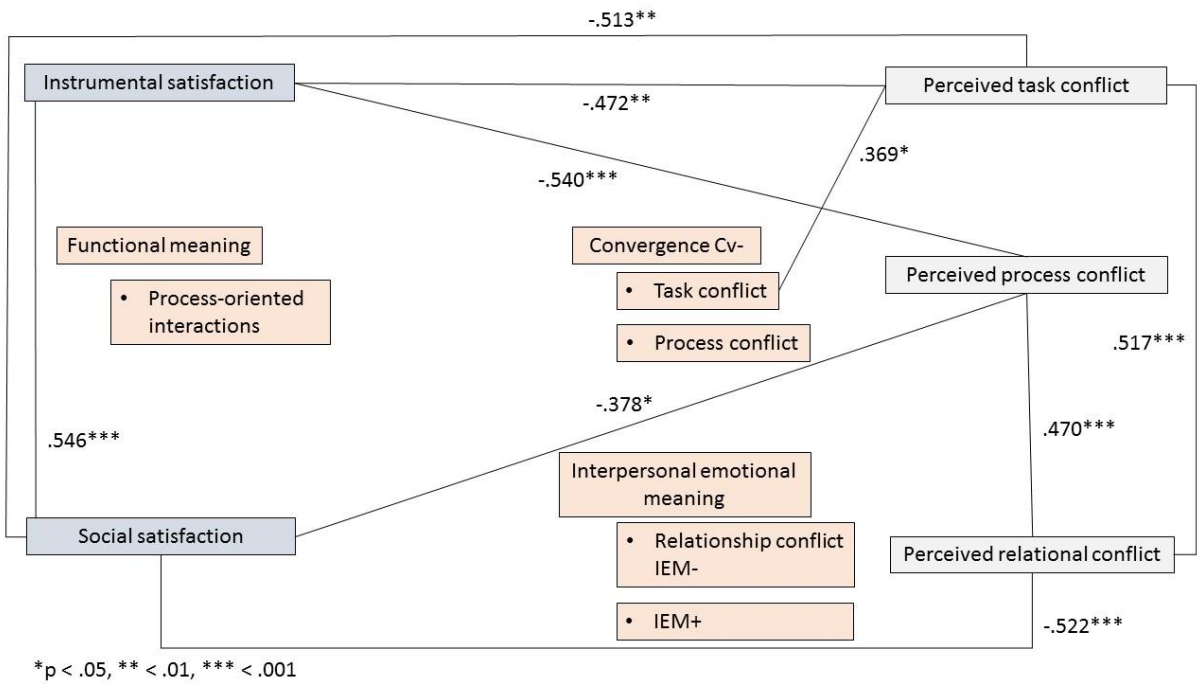 -.513**
Instrumental satisfaction
Perceived task conflict
-.472**
.369*
-.540***
Functional meaning
Convergence Cv-
Perceived process conflict
• Process-oriented
interactions
• Task conflict
• Process conflict
.517***
-.378*
.546***
.470***
Interpersonal emotional
meaning
Social satisfaction
• Relationship conflict
IEM-
Perceived relational conflict
• IEM+
-.522***
*p < .05, ** < .01, *** < .001